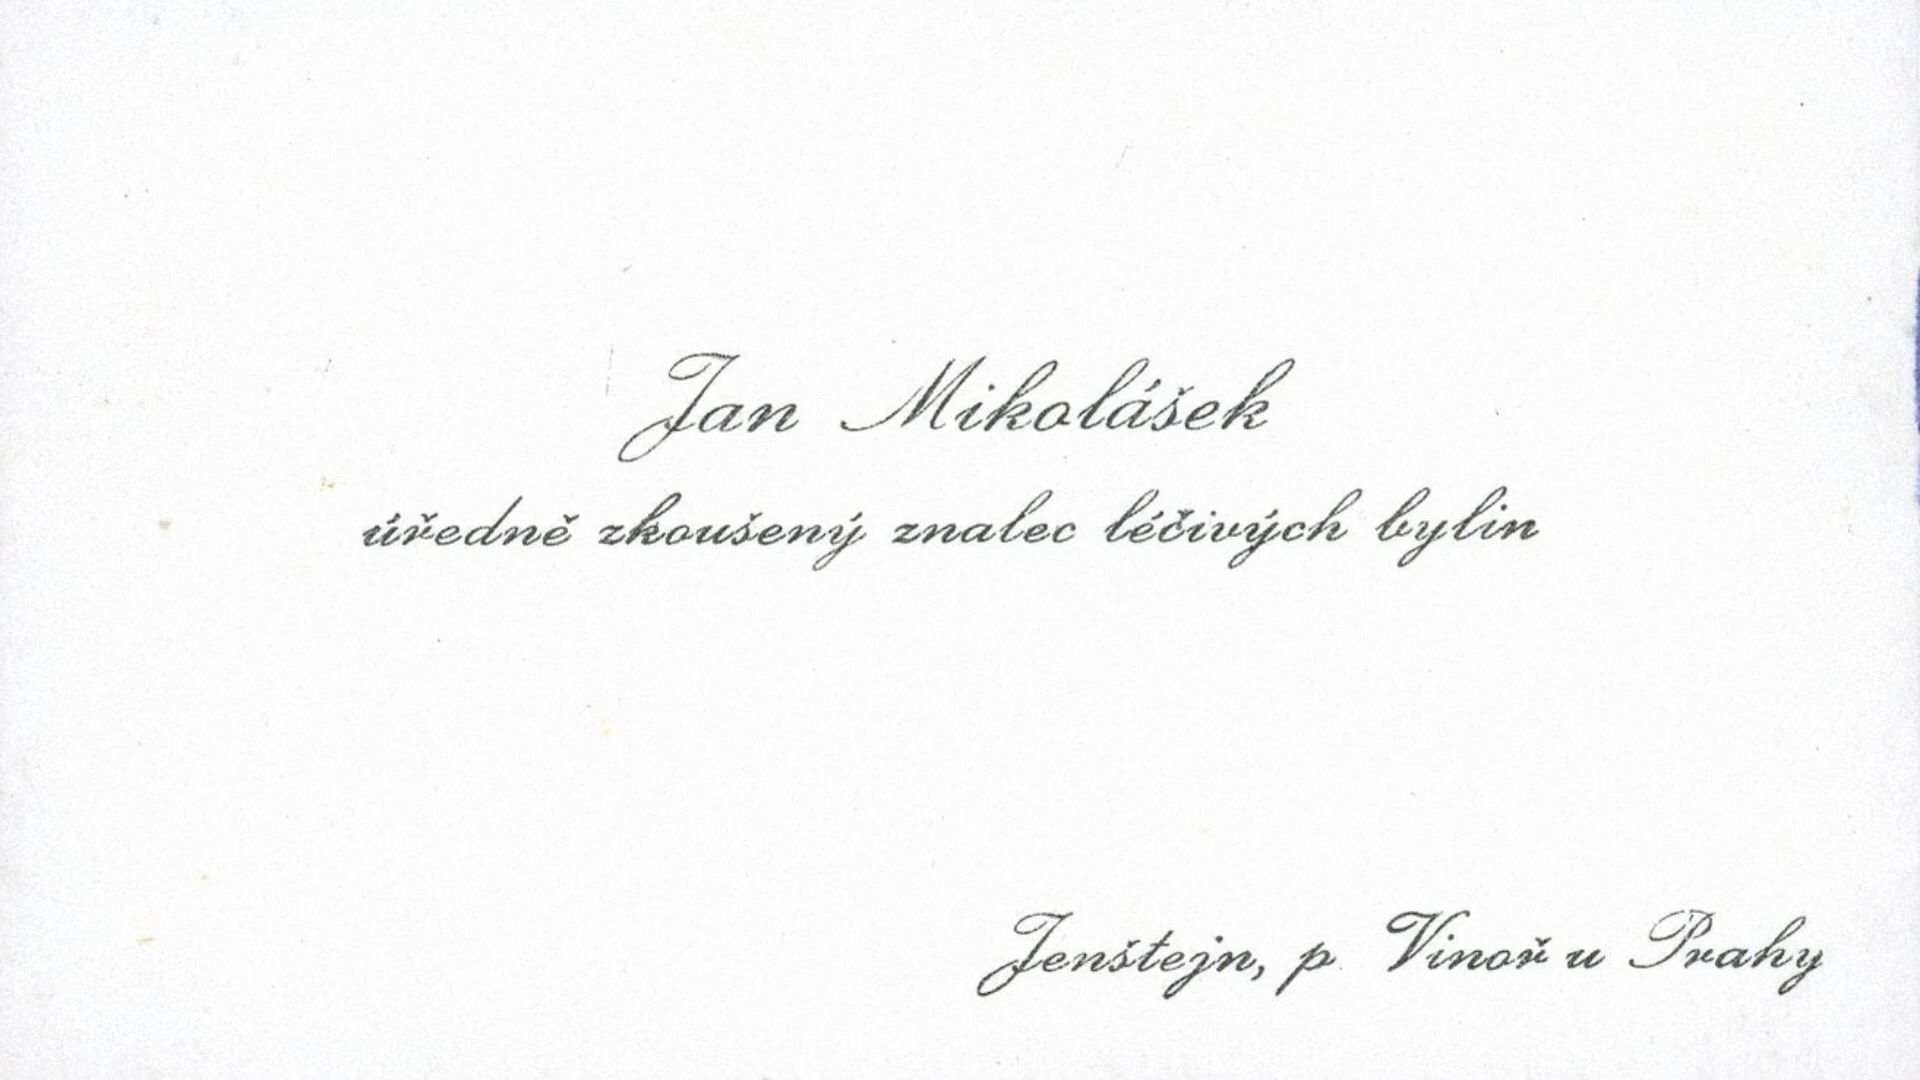 Jan Mikolášek
úředně zkoušený znalec léčivých bylin
Jenštejn, p. Vinoř u Prahy